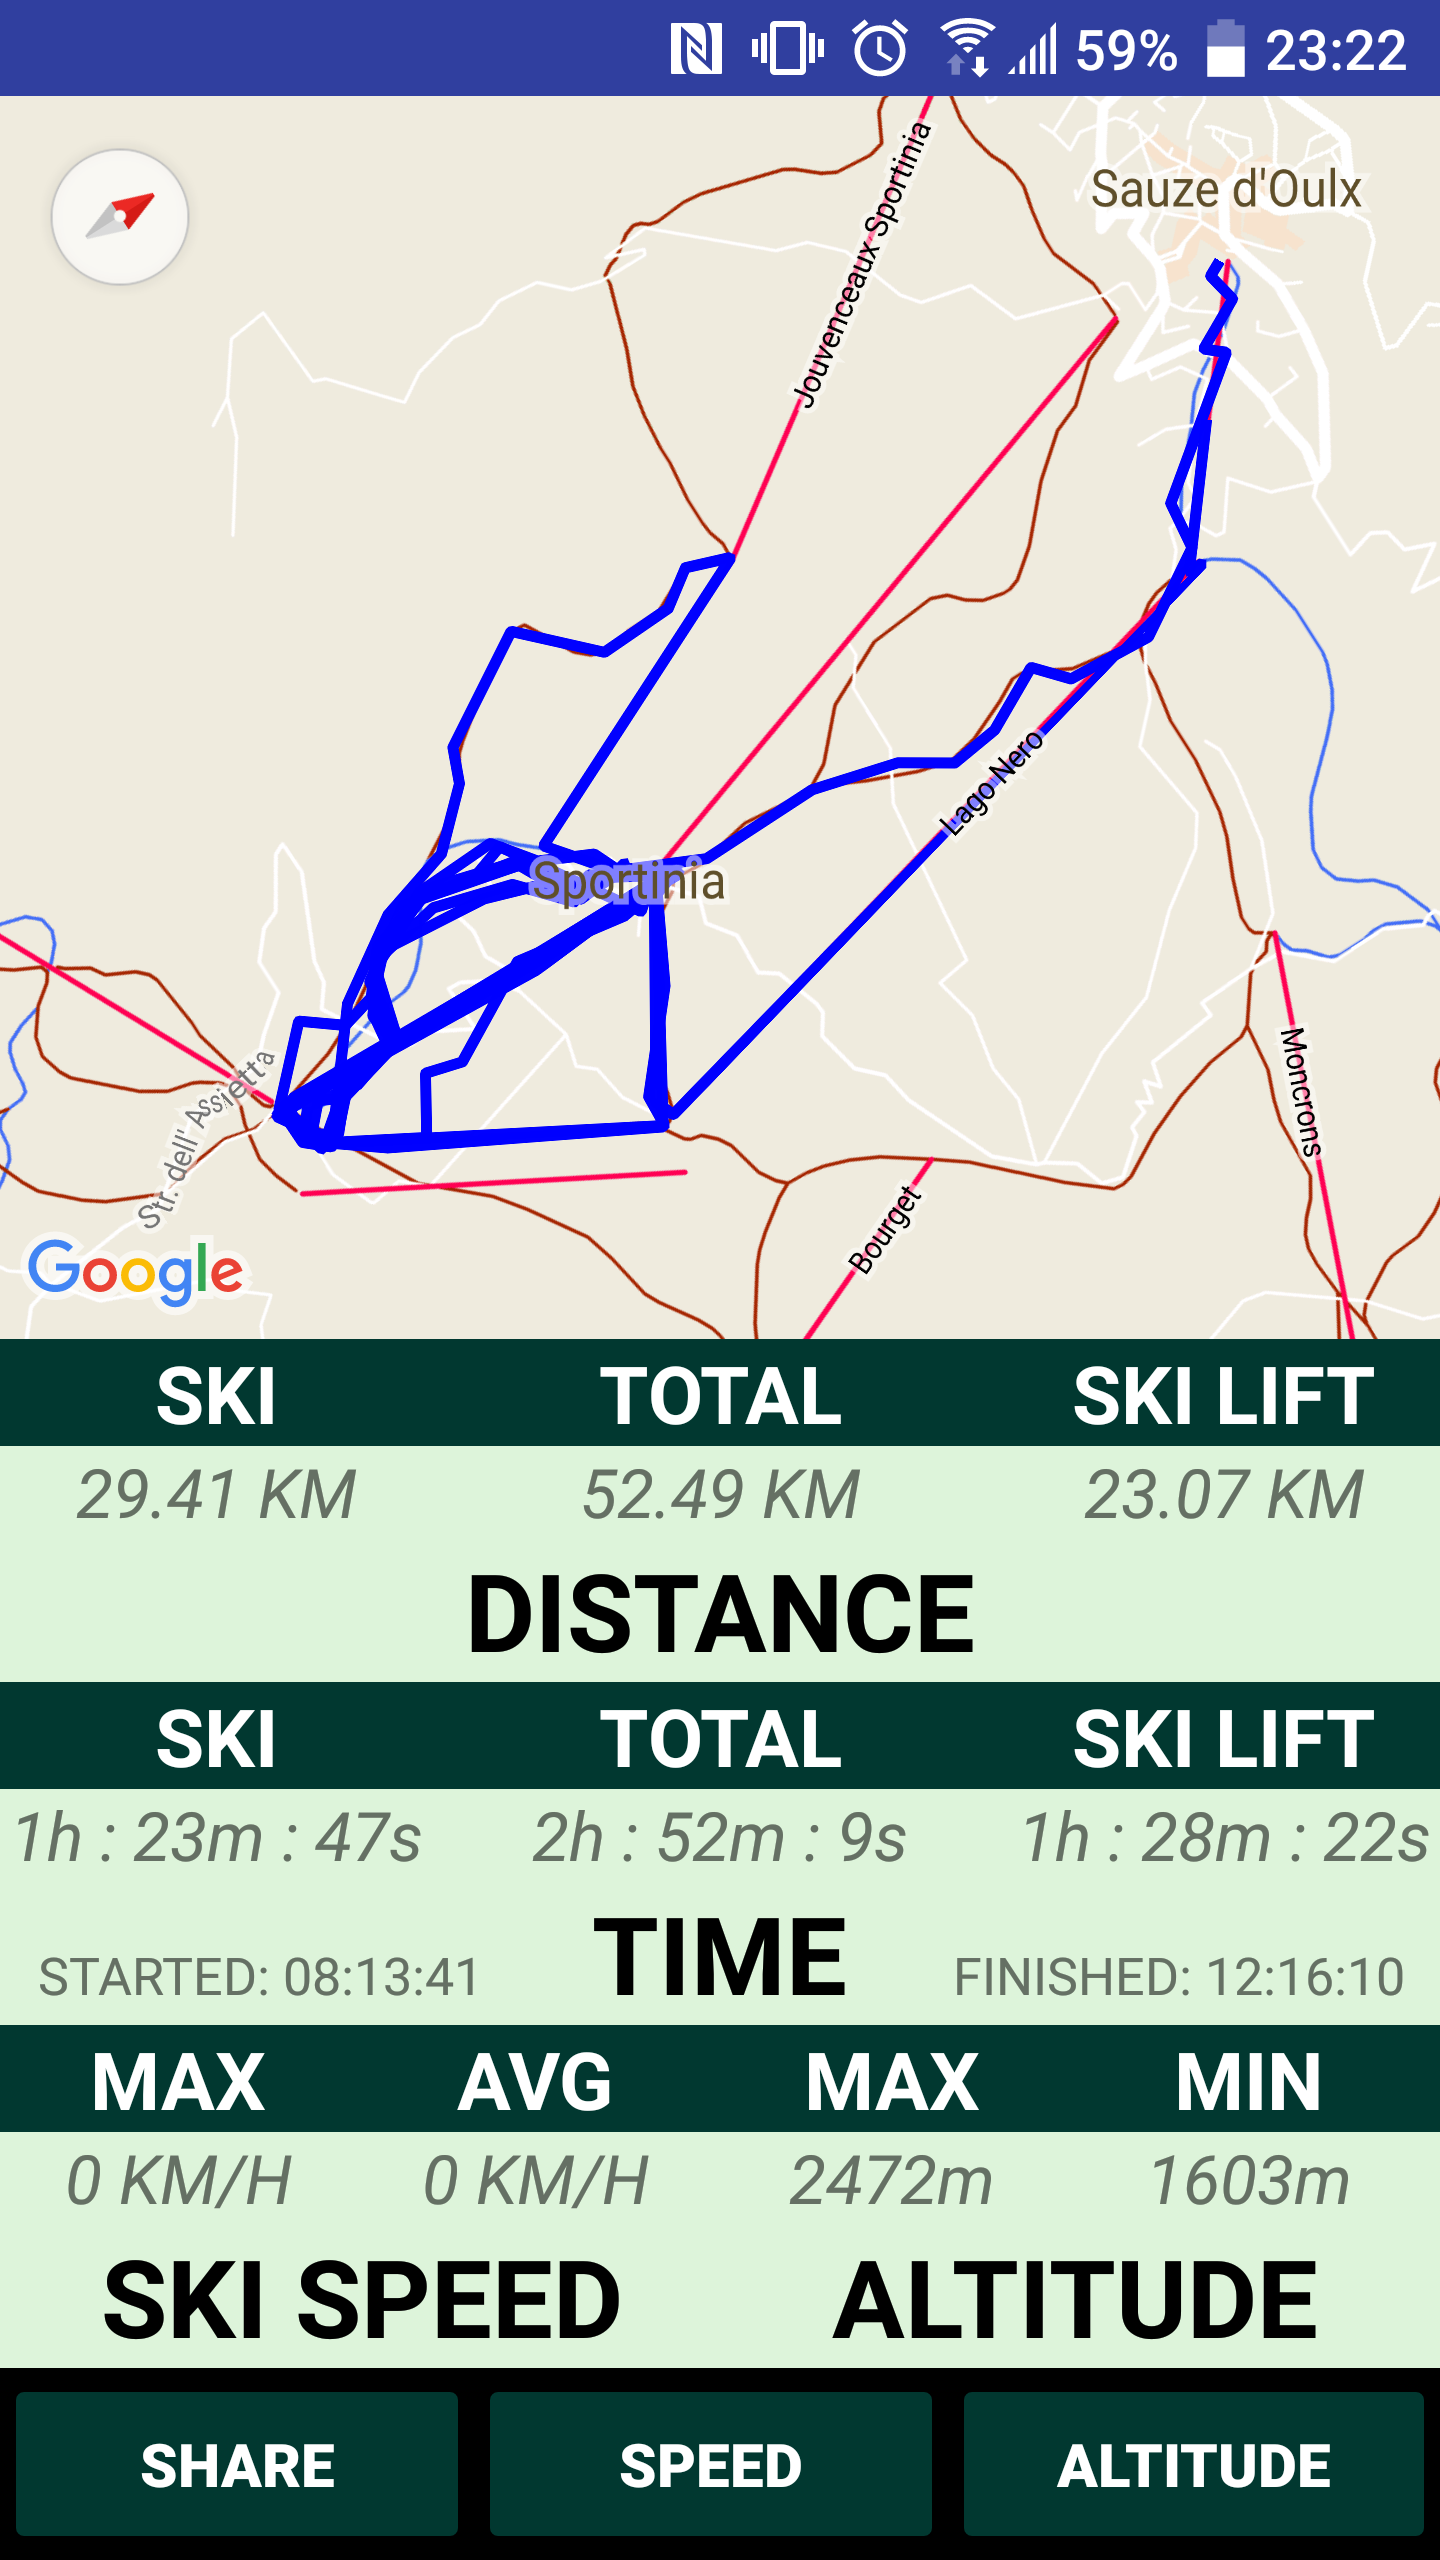 59% 23:22
Sauze d'Oulx
Jouvenceaux-Sportinia
Lago Nero
Sportinia
Moncrons
Str. dell' Assietta
Bourget
Google
SKI TOTAL SKI LIFT
29.41 KM 52.49 KM 23.07 KM
DISTANCE
SKI TOTAL SKI LIFT
1h : 23m : 47s 2h : 52m : 9s 1h : 28m : 22s
STARTED: 08:13:41 TIME FINISHED: 12:16:10
MAX AVG MAX MIN
0 KM/H 0 KM/H 2472m 1603m
SKI SPEED ALTITUDE
SHARE SPEED ALTITUDE